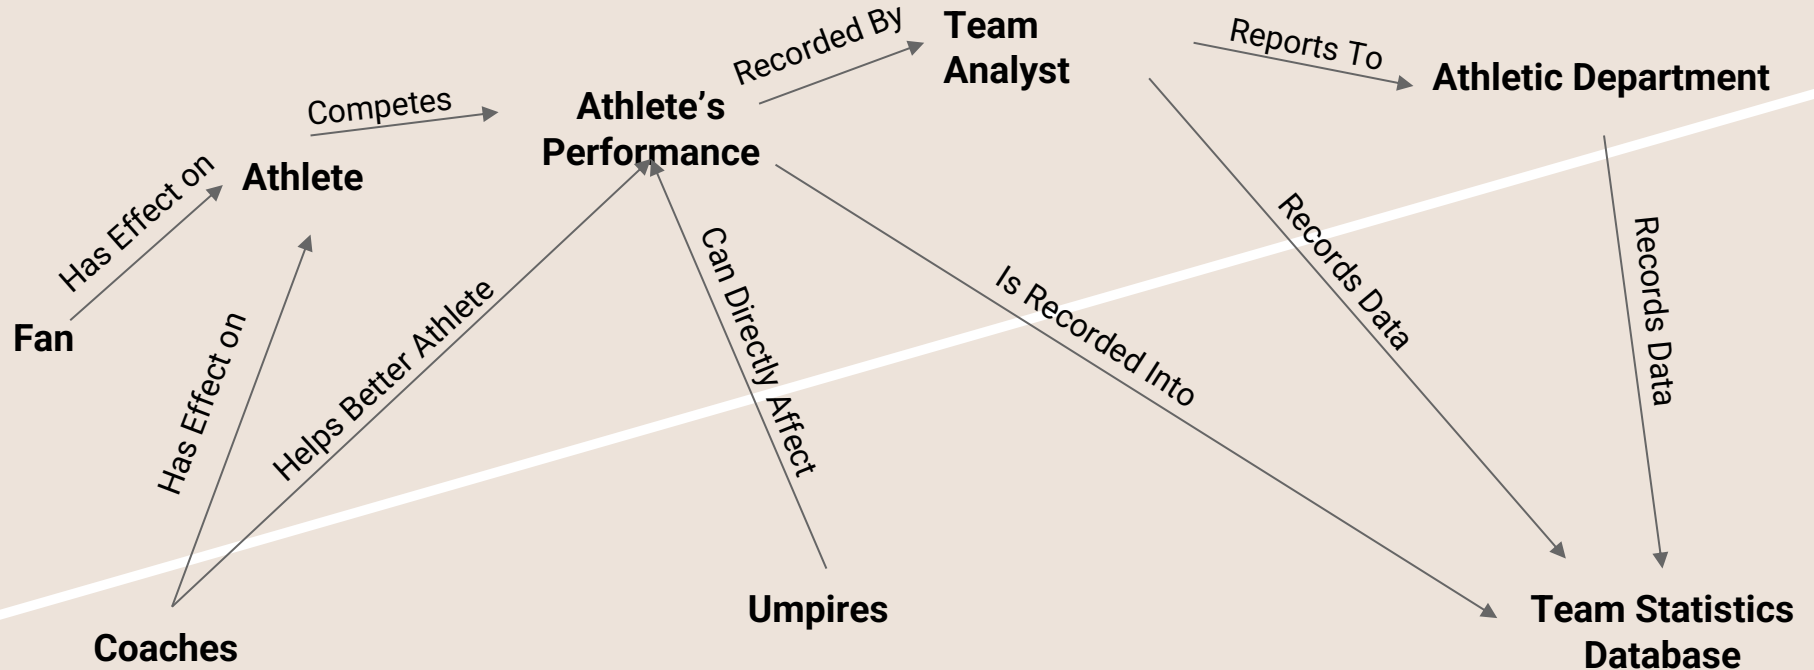 Team
Analyst
Recorded By
Reports To
Athletic Department
Competes
Athlete’s
Performance
Has Effect on
Athlete
Fan
Has Effect on
Helps Better Athlete
Can Directly Affect
Is Recorded Into
Records Data
Records Data
Coaches
Umpires
Team Statistics
Database